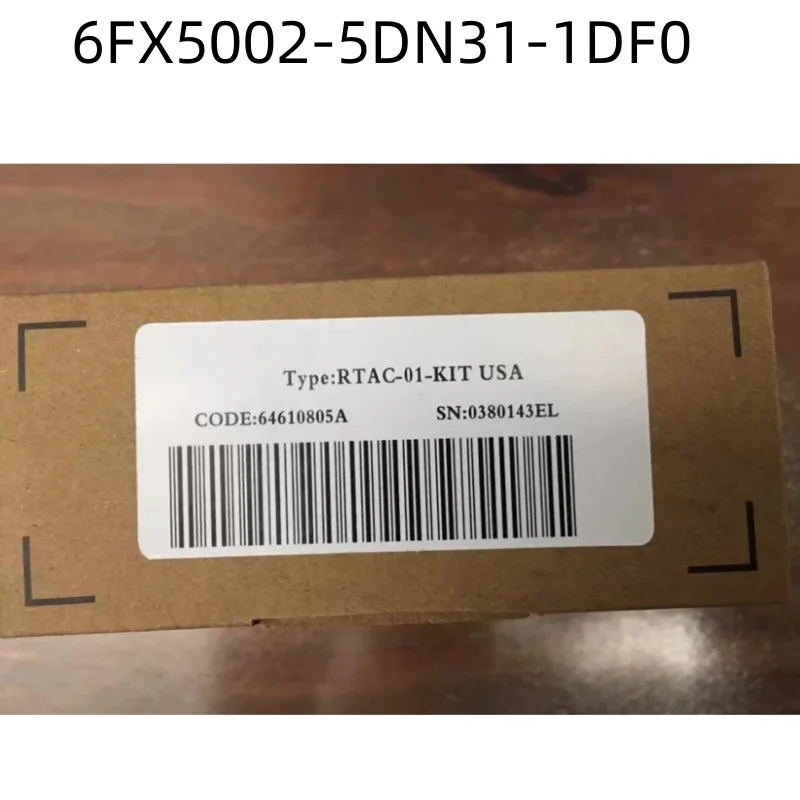 6FX5002-5DN31-1DF0
Type:RTAC-01-KIT USA
CODE:64610805A
SN:0380143EL